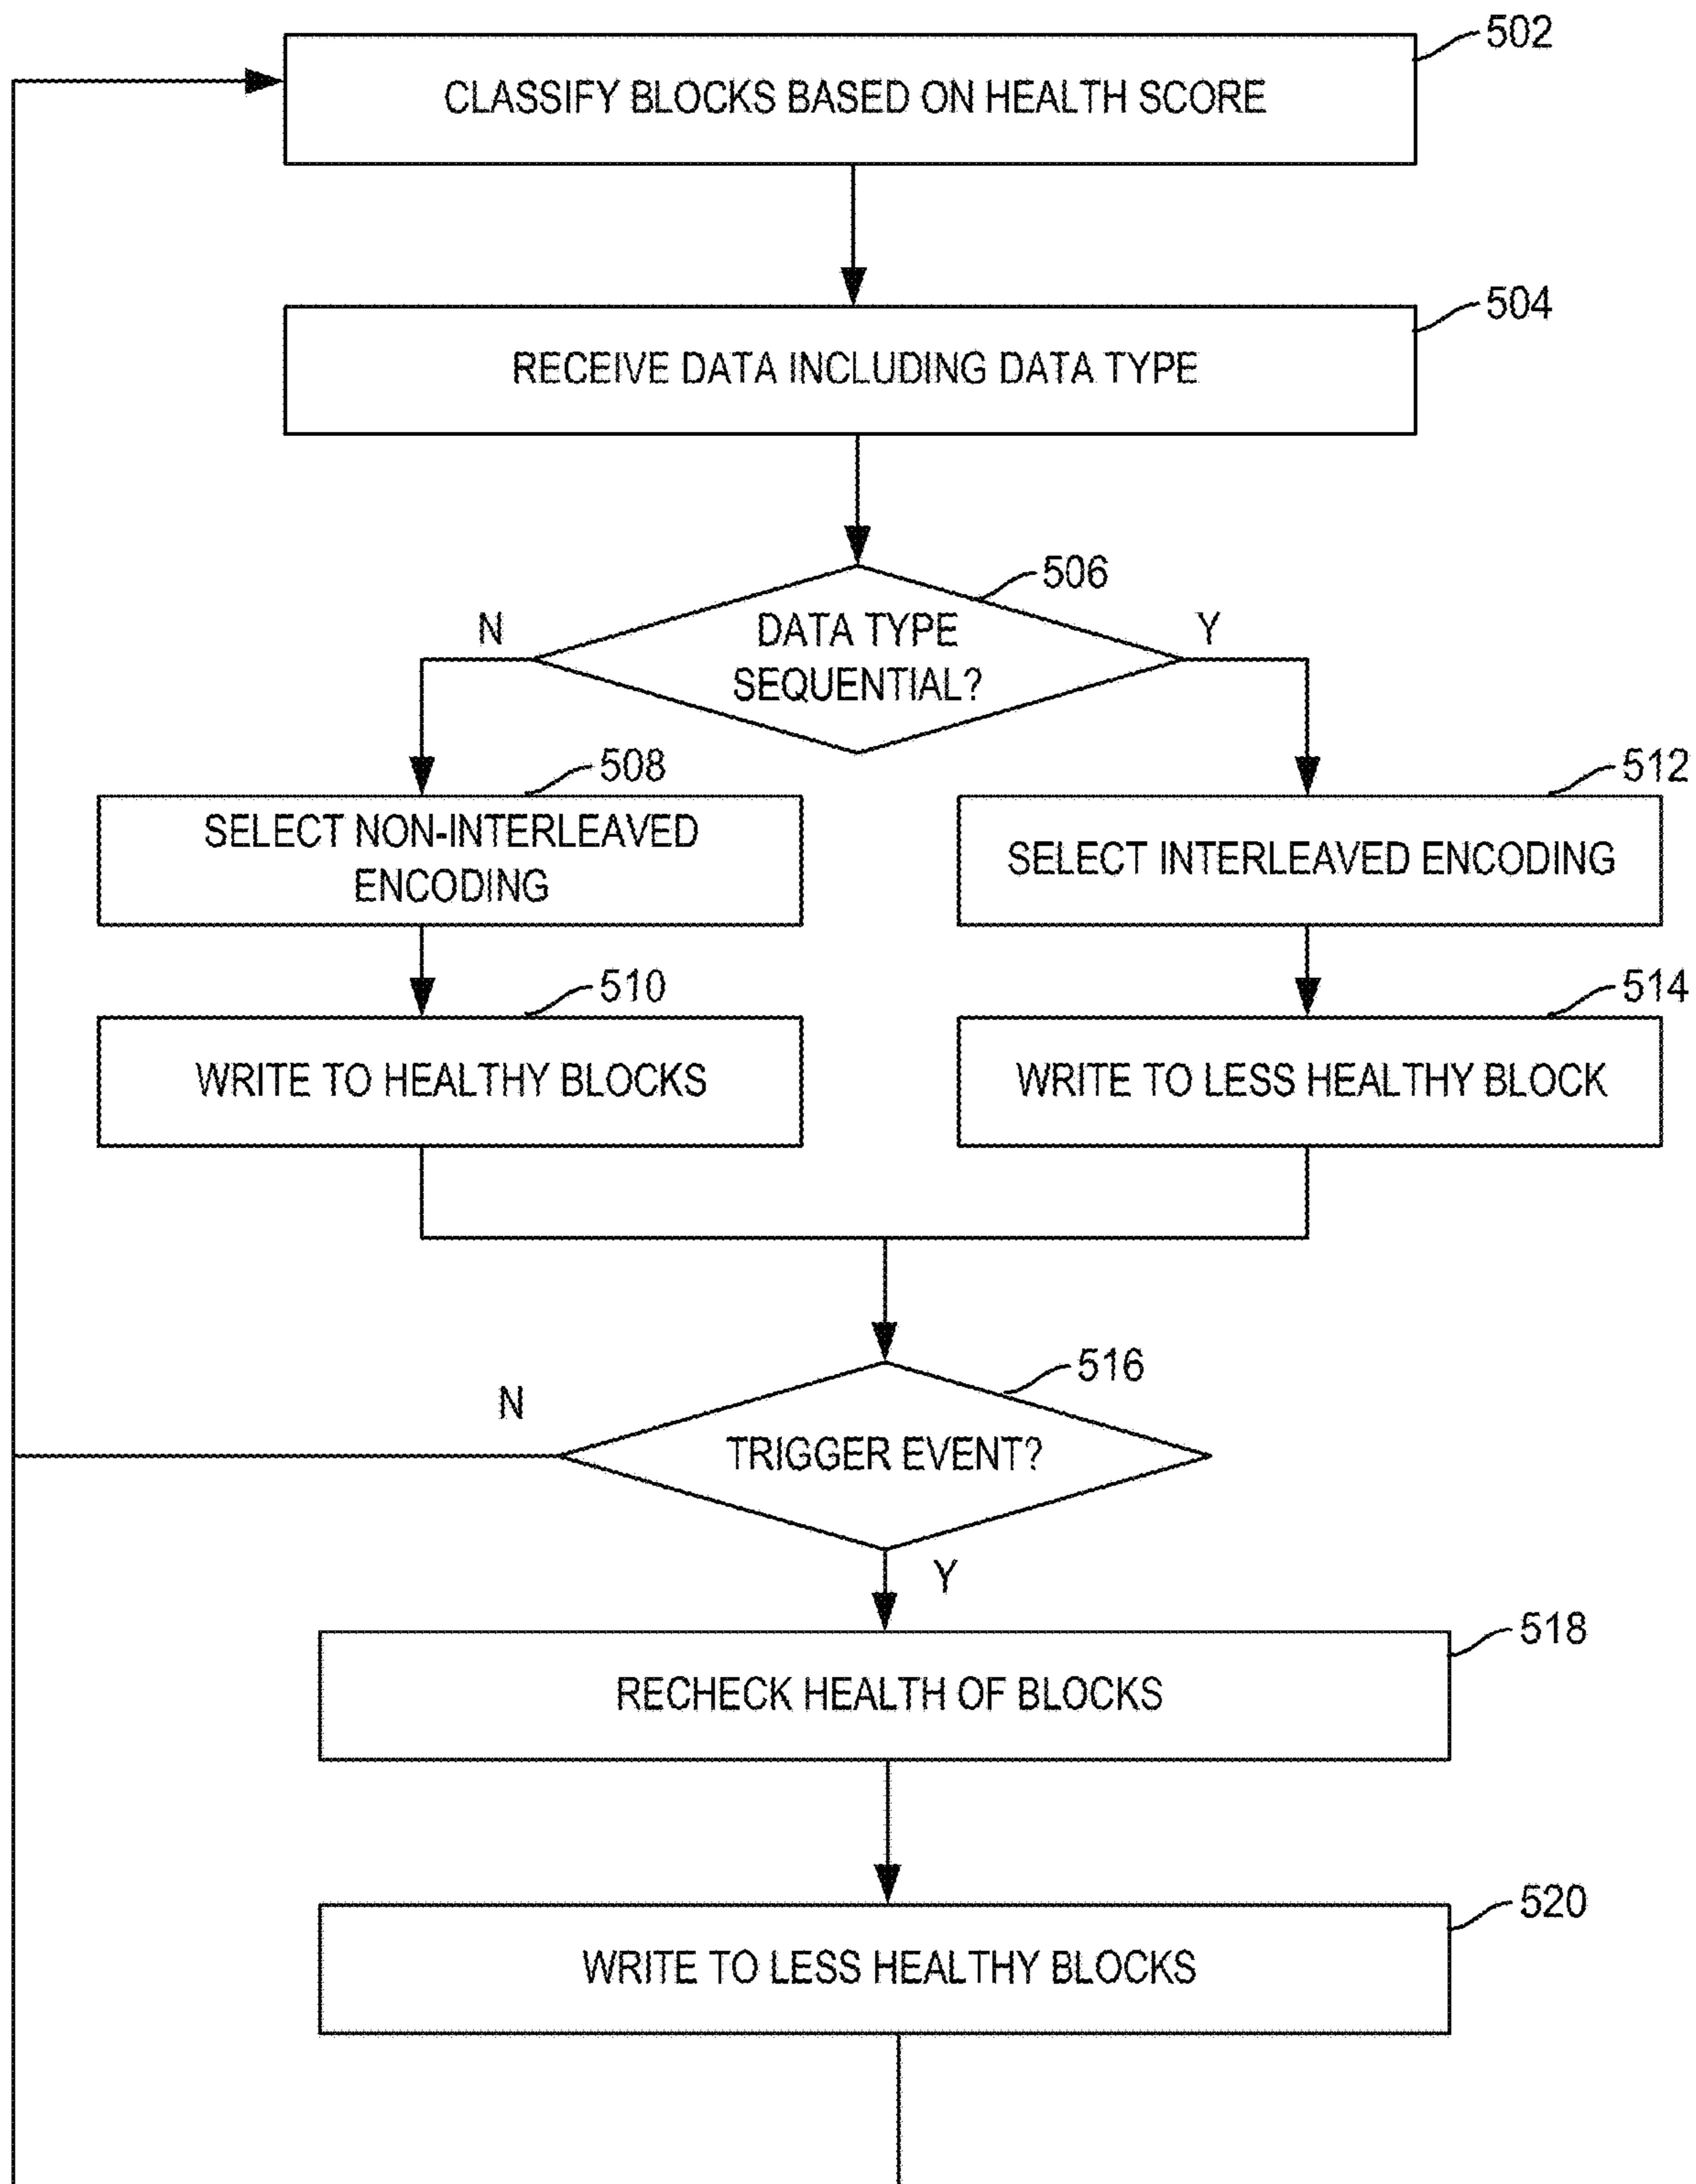 502
CLASSIFY BLOCKS BASED ON HEALTH SCORE
504
RECEIVE DATA INCLUDING DATA TYPE
506
N
DATA TYPE
Y
SEQUENTIAL?
508
512
SELECT NON-INTERLEAVED
ENCODING
SELECT INTERLEAVED ENCODING
510
514
WRITE TO HEALTHY BLOCKS
WRITE TO LESS HEALTHY BLOCK
516
N
TRIGGER EVENT?
Y
518
RECHECK HEALTH OF BLOCKS
520
WRITE TO LESS HEALTHY BLOCKS